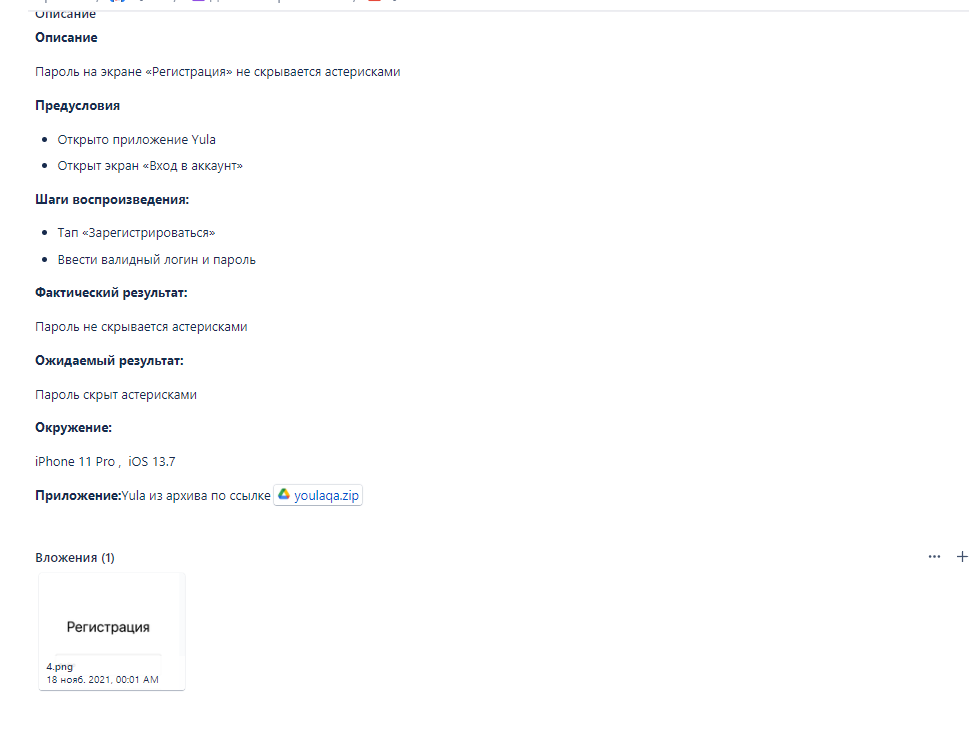 Описание
Описание
Пароль на экране «Регистрация» не скрывается астерисками
Предусловия
Открыто приложение Yula
Открыт экран «Вход в аккаунт»
Шаги воспроизведения:
Тап «Зарегистрироваться»
Ввести валидный логин и пароль
Фактический результат:
Пароль не скрывается астерисками
Ожидаемый результат:
Пароль скрыт астерисками
Окружение:
iPhone 11 Pro , iOS 13.7
Приложение:Yula из архива по ссылке youlaqa.zip
Вложения (1)
Регистрация
4.png
18 нояб. 2021, 00:01 AM